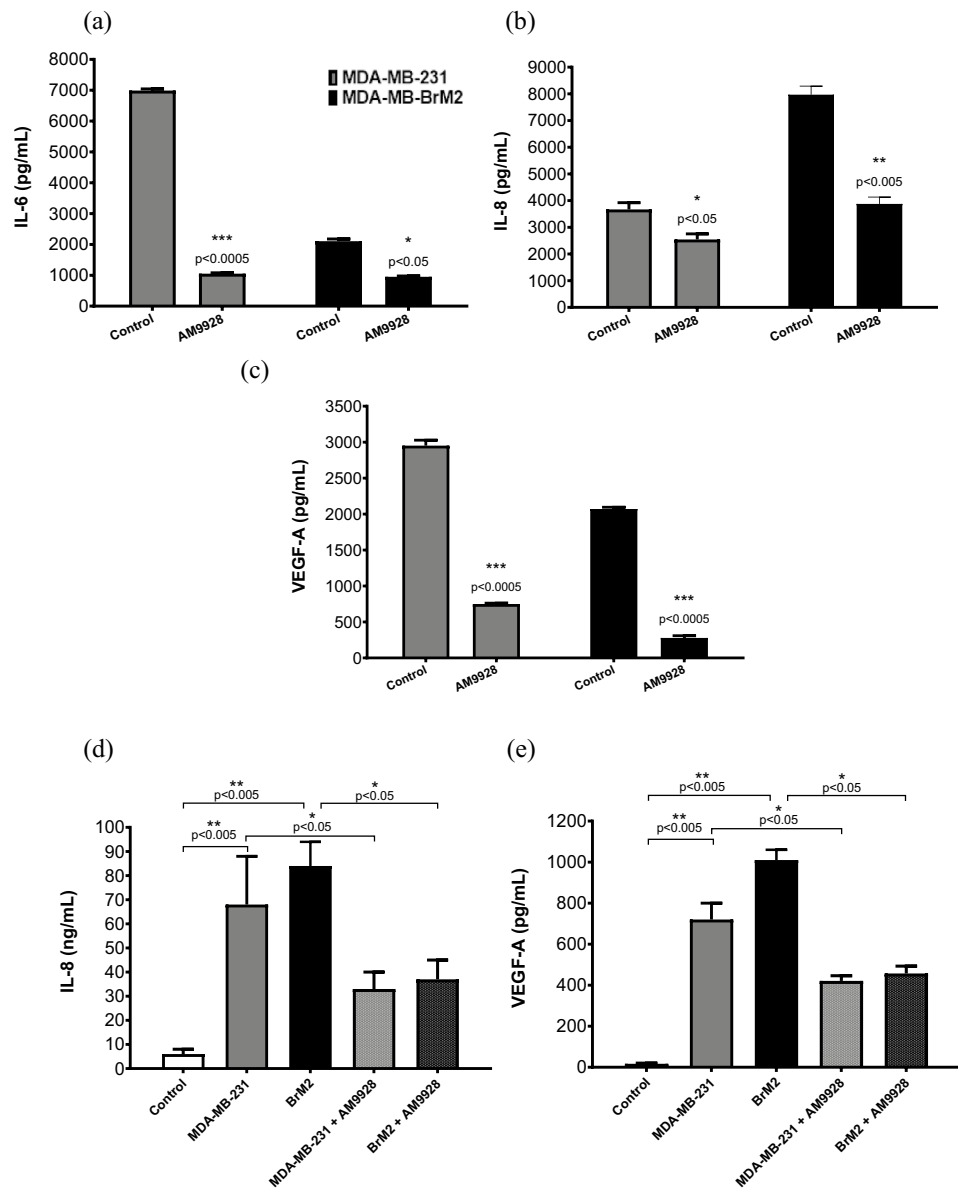 (a)
8000
7000
6000
5000
4000
3000
2000
1000
0
IL-6 (pg/mL)
MDA-MB-231
MDA-MB-BrM2
***
p<0.0005
*
p<0.05
Control
AM9928
Control
AM9928
(b)
9000
8000
7000
6000
5000
4000
3000
2000
1000
0
IL-8 (pg/mL)
*
p<0.05
**
p<0.005
Control
AM9928
Control
AM9928
(c)
3500
3000
2500
2000
1500
1000
500
0
VEGF-A (pg/mL)
***
p<0.0005
***
p<0.0005
Control
AM9928
Control
AM9928
(d)
**
p<0.005
*
p<0.05
**
p<0.005
*
p<0.05
100
90
80
70
60
50
40
30
20
10
0
IL-8 (ng/mL)
Control
MDA-MB-231
BrM2
MDA-MB-231 + AM9928
BrM2 + AM9928
(e)
**
p<0.005
*
p<0.05
**
p<0.005
*
p<0.05
1200
1000
800
600
400
200
0
VEGF-A (pg/mL)
Control
MDA-MB-231
BrM2
MDA-MB-231 + AM9928
BrM2 + AM9928